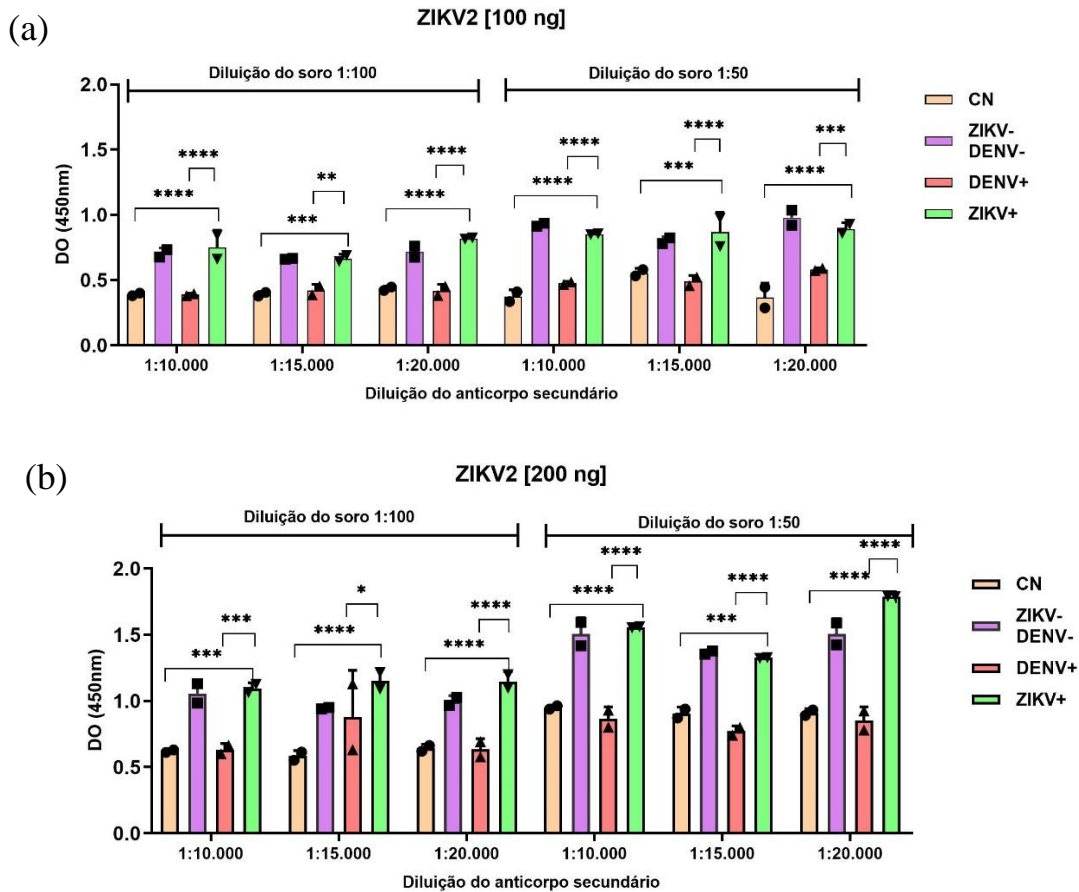 (a)
ZIKV2 [100 ng]
Diluição do soro 1:100
Diluição do soro 1:50
2.0
1.5
1.0
0.5
0.0
DO (450nm)
**** **** *** ** **** **** **** **** *** **** **** ***
1:10.000 1:15.000 1:20.000 1:10.000 1:15.000 1:20.000
Diluição do anticorpo secundário
CN
ZIKV-
DENV-
DENV+
ZIKV+
(b)
ZIKV2 [200 ng]
Diluição do soro 1:100
Diluição do soro 1:50
2.0
1.5
1.0
0.5
0.0
DO (450nm)
*** *** **** * **** **** **** **** *** **** **** ****
1:10.000 1:15.000 1:20.000 1:10.000 1:15.000 1:20.000
Diluição do anticorpo secundário
CN
ZIKV-
DENV-
DENV+
ZIKV+